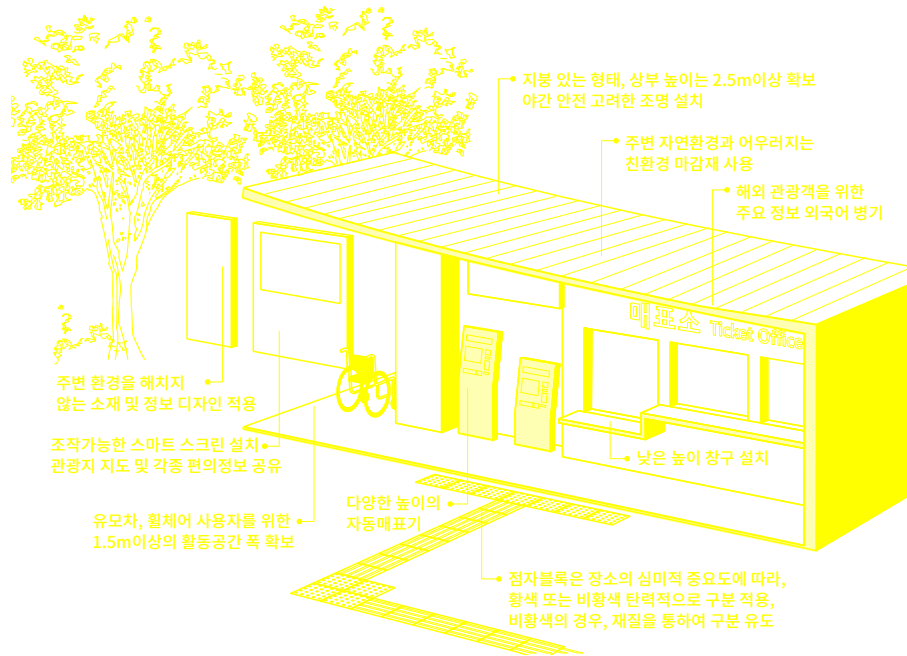 지붕 있는 형태, 상부 높이는 2.5m이상 확보
야간 안전 고려한 조명 설치
주변 자연환경과 어우러지는
친환경 마감재 사용
해외 관광객을 위한
주요 정보 외국어 병기
매표소 Ticket Office
주변 환경을 해치지
않는 소재 및 정보 디자인 적용
조작가능한 스마트 스크린 설치
관광지 지도 및 각종 편의정보 공유
낮은 높이 창구 설치
다양한 높이의
자동매표기
유모차, 휠체어 사용자를 위한
1.5m이상의 활동공간 폭 확보
점자블록은 장소의 심미적 중요도에 따라,
황색 또는 비황색 탄력적으로 구분 적용,
비황색의 경우, 재질을 통하여 구분 유도